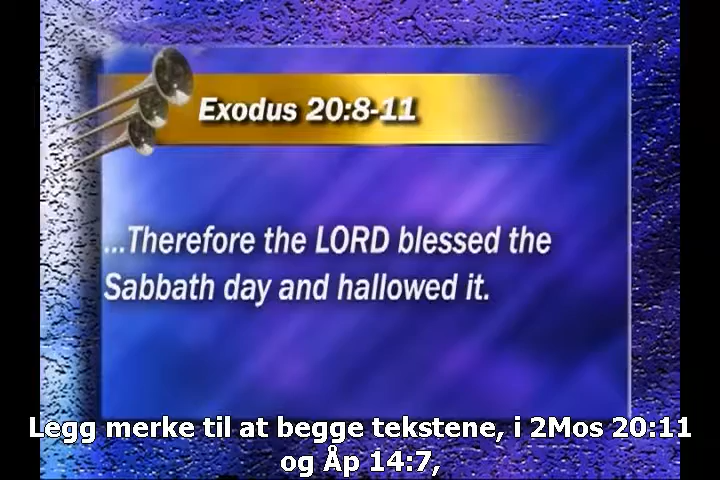 Exodus 20:8-11
...Therefore the LORD blessed the
Sabbath day and hallowed it.
Legg merke til at begge tekstene, i 2Mos 20:11
og Åp 14:7,